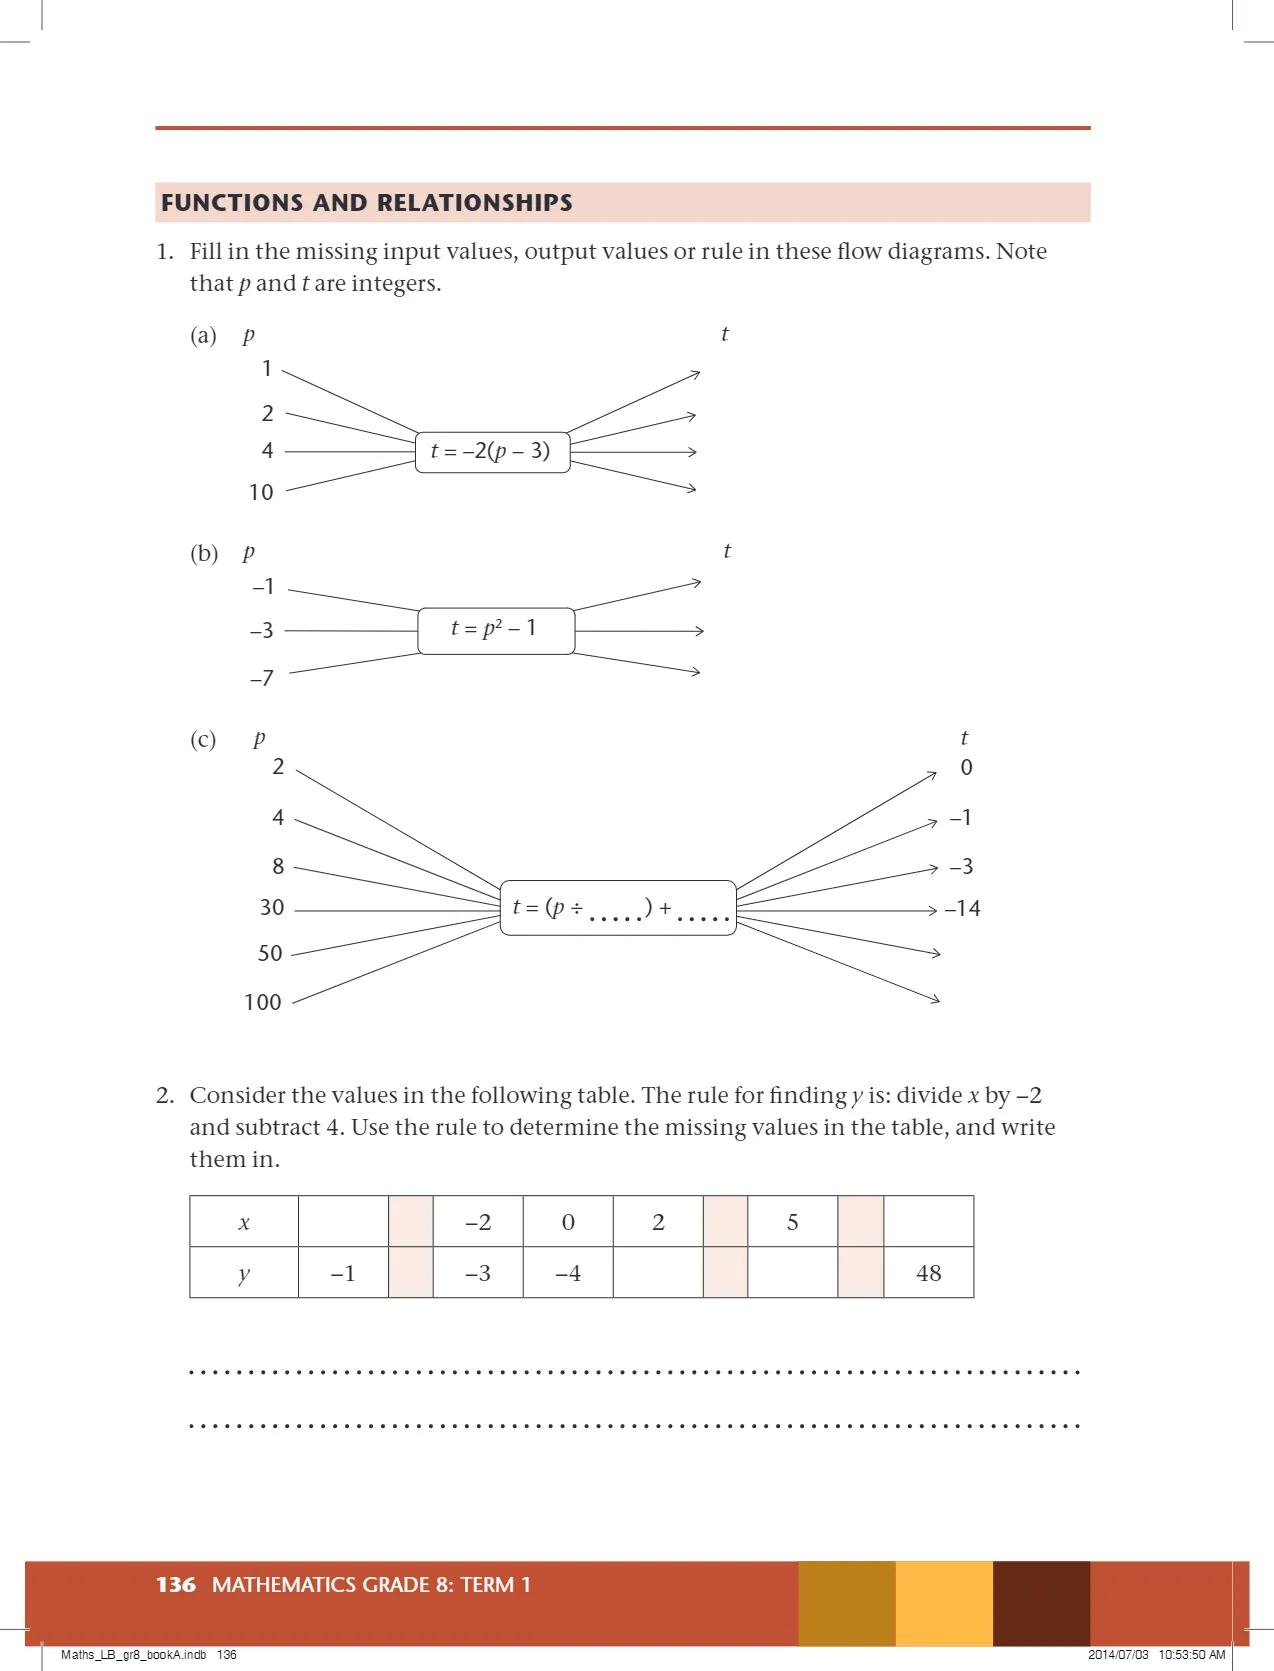 FUNCTIONS AND RELATIONSHIPS
1. Fill in the missing input values, output values or rule in these flow diagrams. Note
that p and t are integers.
(a) p t
1
2
4 t = –2(p – 3)
10
(b) p t
–1
–3 t = p² – 1
–7
(c) p t
2 0
4 –1
8 –3
30 t = (p ÷ .....) + ..... –14
50
100
2. Consider the values in the following table. The rule for finding y is: divide x by –2
and subtract 4. Use the rule to determine the missing values in the table, and write
them in.
x –2 0 2 5
y –1 –3 –4 48
136 MATHEMATICS GRADE 8: TERM 1
Maths_LB_gr8_bookA.indb 136 2014/07/03 10:53:50 AM